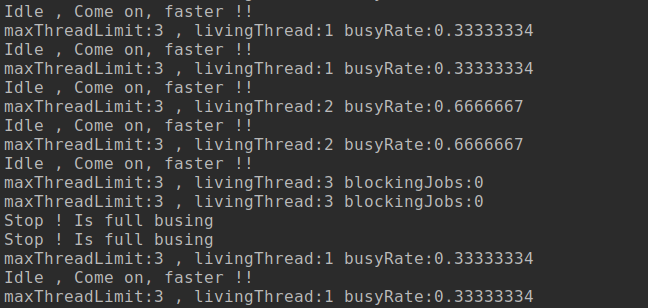 Idle , Come on, faster !!
maxThreadLimit:3 , livingThread:1 busyRate:0.33333334
Idle , Come on, faster !!
maxThreadLimit:3 , livingThread:1 busyRate:0.33333334
Idle , Come on, faster !!
maxThreadLimit:3 , livingThread:2 busyRate:0.6666667
Idle , Come on, faster !!
maxThreadLimit:3 , livingThread:2 busyRate:0.6666667
Idle , Come on, faster !!
maxThreadLimit:3 , livingThread:3 blockingJobs:0
maxThreadLimit:3 , livingThread:3 blockingJobs:0
Stop ! Is full busing
Stop ! Is full busing
maxThreadLimit:3 , livingThread:1 busyRate:0.33333334
Idle , Come on, faster !!
maxThreadLimit:3 , livingThread:1 busyRate:0.33333334